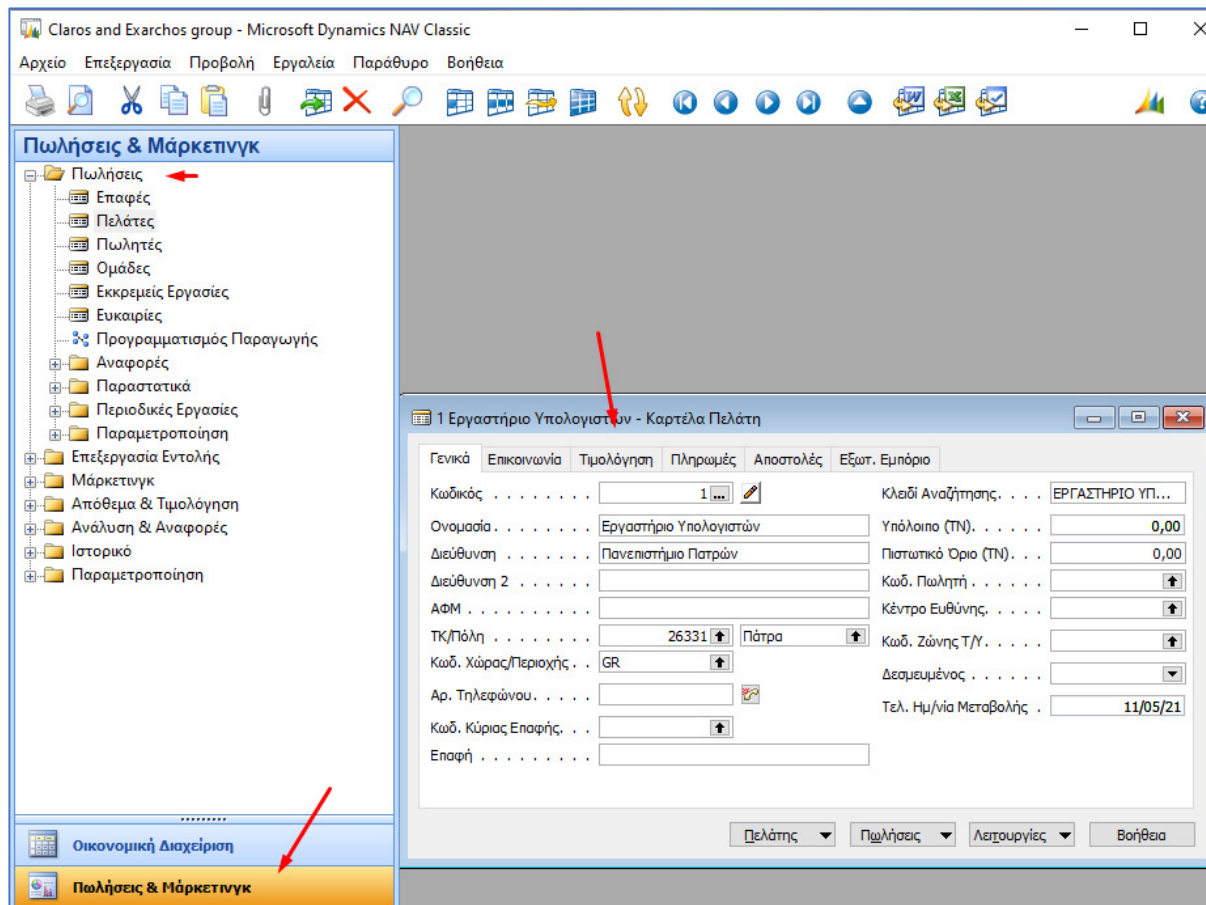 Claros and Exarchos group - Microsoft Dynamics NAV Classic
Αρχείο Επεξεργασία Προβολή Εργαλεία Παράθυρο Βοήθεια
Πωλήσεις & Μάρκετινγκ
Πωλήσεις
Επαφές
Πελάτες
Πωλητές
Ομάδες
Εκκρεμείς Εργασίες
Ευκαιρίες
Προγραμματισμός Παραγωγής
Αναφορές
Παραστατικά
Περιοδικές Εργασίες
Παραμετροποίηση
Επεξεργασία Εντολής
Μάρκετινγκ
Απόθεμα & Τιμολόγηση
Ανάλυση & Αναφορές
Ιστορικό
Παραμετροποίηση
Οικονομική Διαχείριση
Πωλήσεις & Μάρκετινγκ
1 Εργαστήριο Υπολογιστών - Καρτέλα Πελάτη
Γενικά Επικοινωνία Τιμολόγηση Πληρωμές Αποστολές Εξωτ. Εμπόριο
Κωδικός . . . . . . . . 1 ...
Ονομασία . . . . . . . . Εργαστήριο Υπολογιστών
Διεύθυνση . . . . . . . Πανεπιστήμιο Πατρών
Διεύθυνση 2 . . . . . .
ΑΦΜ . . . . . . . . . .
ΤΚ/Πόλη . . . . . . . . 26331 Πάτρα
Κωδ. Χώρας/Περιοχής . . GR
Αρ. Τηλεφώνου. . . . .
Κωδ. Κύριας Επαφής. . .
Επαφή . . . . . . . . .
Κλειδί Αναζήτησης. . . . ΕΡΓΑΣΤΗΡΙΟ ΥΠ...
Υπόλοιπο (ΤΝ). . . . . . 0,00
Πιστωτικό Όριο (ΤΝ). . . 0,00
Κωδ. Πωλητή . . . . . .
Κέντρο Ευθύνης. . . . .
Κωδ. Ζώνης Τ/Υ. . . . .
Δεσμευμένος . . . . . .
Τελ. Ημ/νία Μεταβολής . 11/05/21
Πελάτης Πωλήσεις Λειτουργίες Βοήθεια